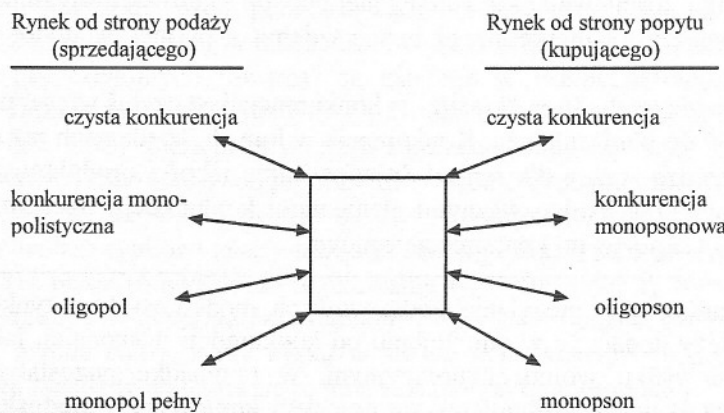 Rynek od strony podaży
(sprzedającego)
Rynek od strony popytu
(kupującego)
czysta konkurencja
czysta konkurencja
konkurencja mono-
polistyczna
konkurencja
monopsonowa
oligopol
oligopson
monopol pełny
monopson